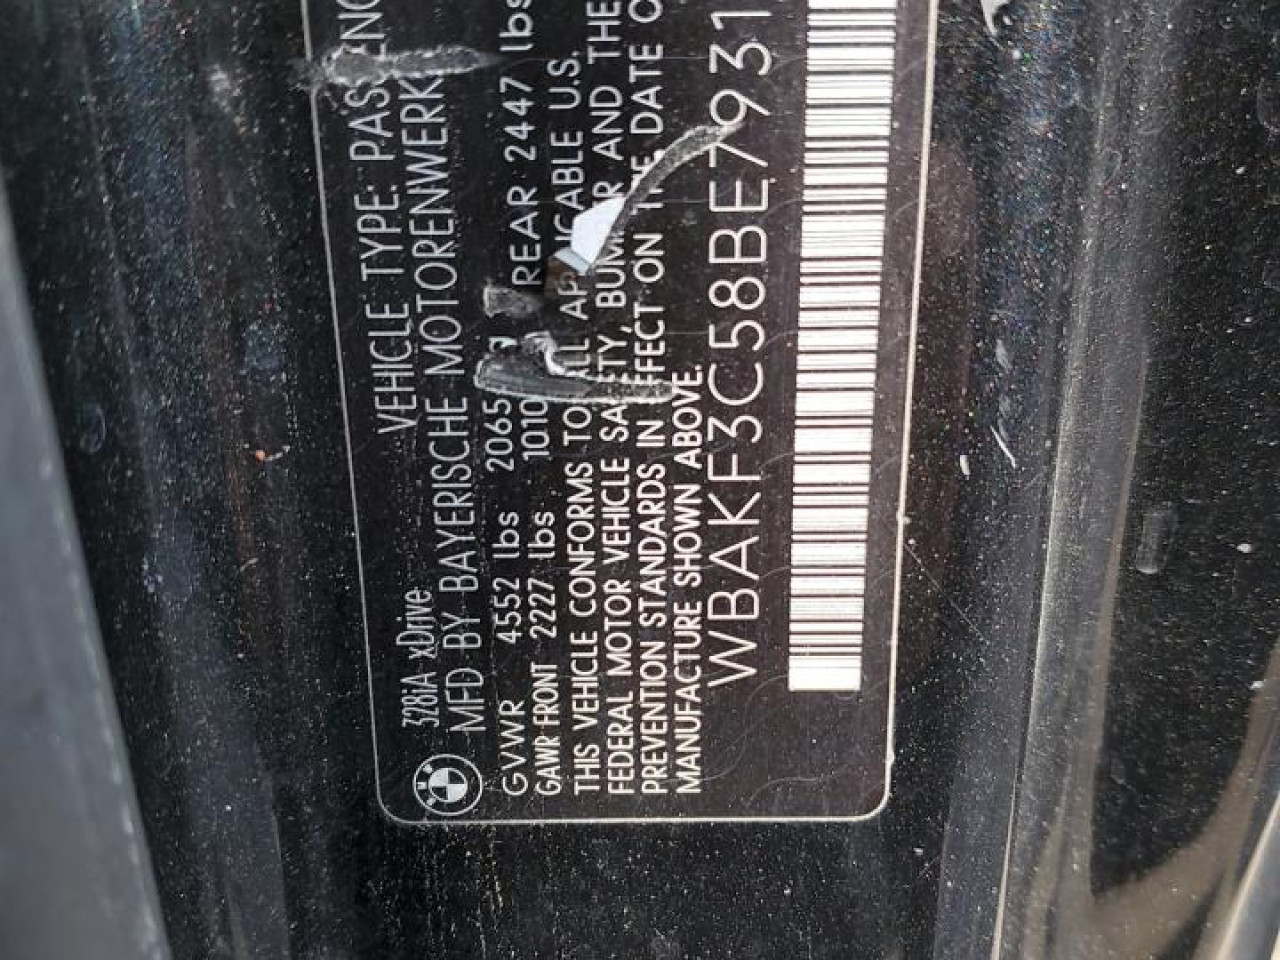 328iA xDrive VEHICLE TYPE: PASSENG
MFD BY BAYERISCHE MOTORENWERKE
GVWR 4552 lbs 2065
GAWR FRONT 2227 lbs 1010 REAR 2447 lbs
THIS VEHICLE CONFORMS TO ALL APPLICABLE U.S.
FEDERAL MOTOR VEHICLE SAFETY, BUMPER AND THE
PREVENTION STANDARDS IN EFFECT ON THE DATE O
MANUFACTURE SHOWN ABOVE.
WBAKF3C58BE7931